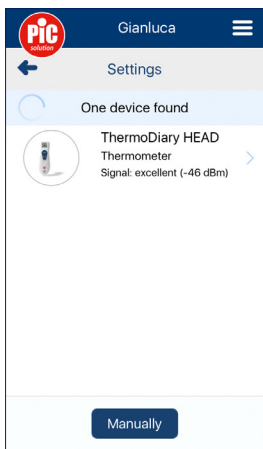 PiC
solution
Gianluca
Settings
One device found
ThermoDiary HEAD
Thermometer
Signal: excellent (-46 dBm)
Manually